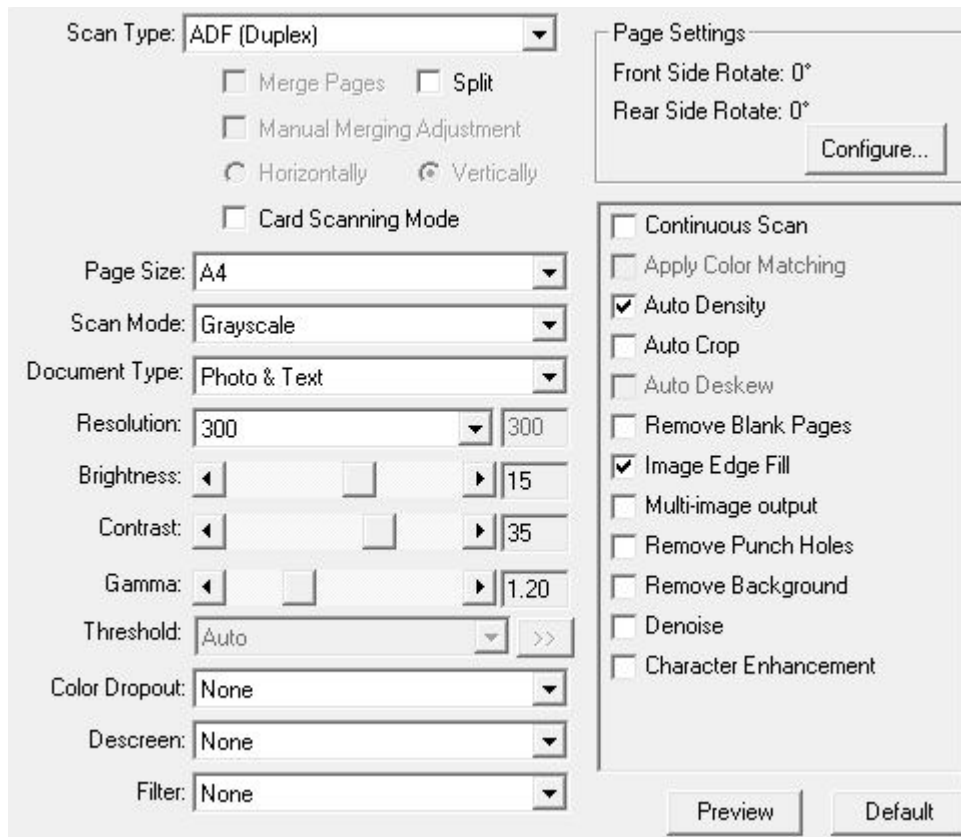 Scan Type: ADF (Duplex)
Merge Pages Split
Manual Merging Adjustment
Horizontally Vertically
Card Scanning Mode
Page Size: A4
Scan Mode: Grayscale
Document Type: Photo & Text
Resolution: 300 300
Brightness: 15
Contrast: 35
Gamma: 1.20
Threshold: Auto >>
Color Dropout: None
Descreen: None
Filter: None
Page Settings
Front Side Rotate: 0°
Rear Side Rotate: 0°
Configure...
Continuous Scan
Apply Color Matching
Auto Density
Auto Crop
Auto Deskew
Remove Blank Pages
Image Edge Fill
Multi-image output
Remove Punch Holes
Remove Background
Denoise
Character Enhancement
Preview Default